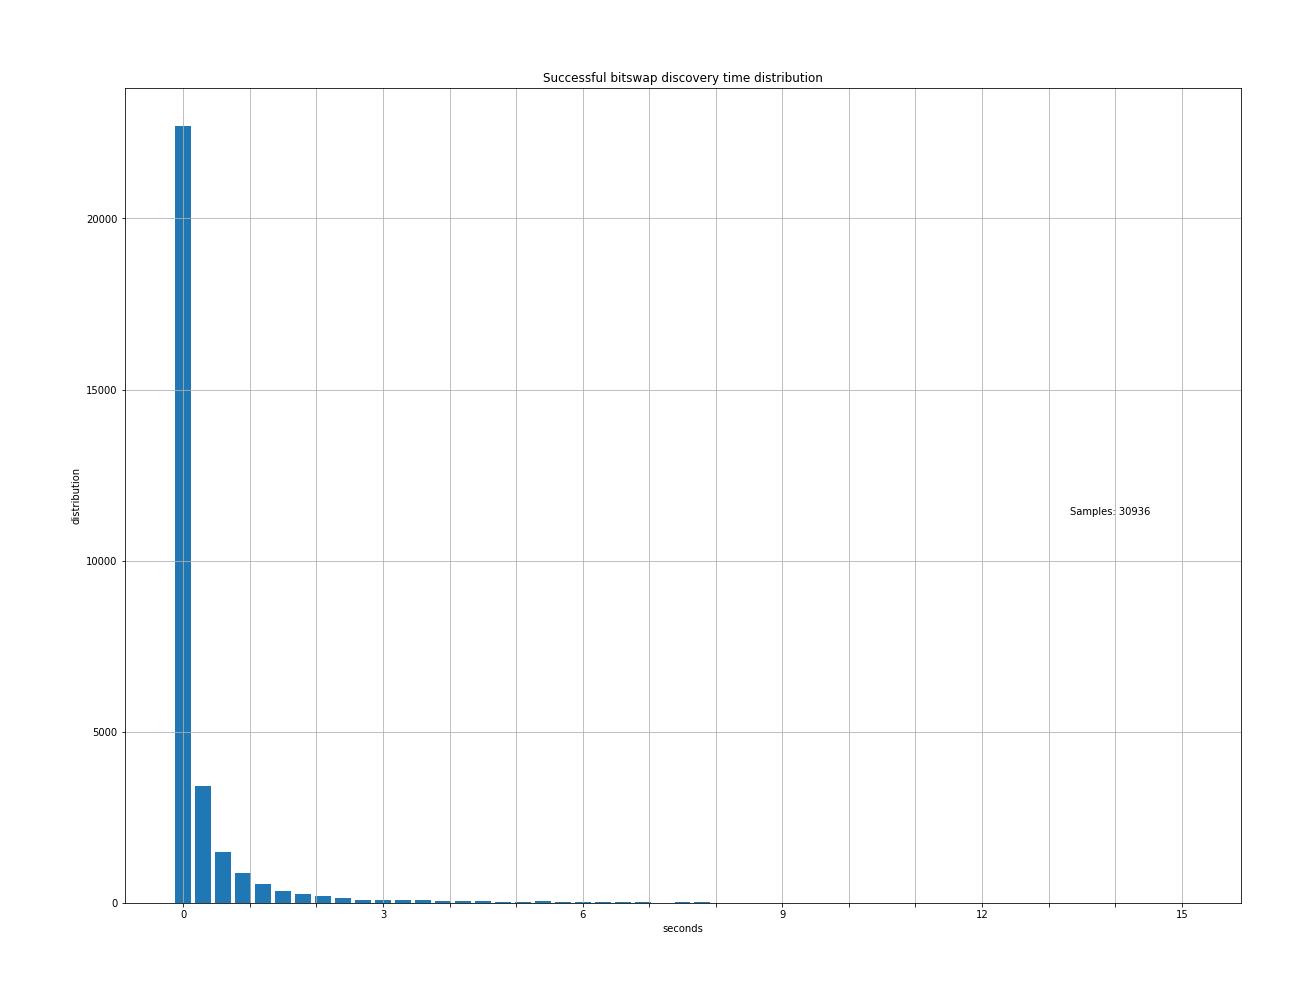 Successful bitswap discovery time distribution
20000
15000
distribution
Samples: 30936
10000
5000
0
0 3 6 9 12 15
seconds